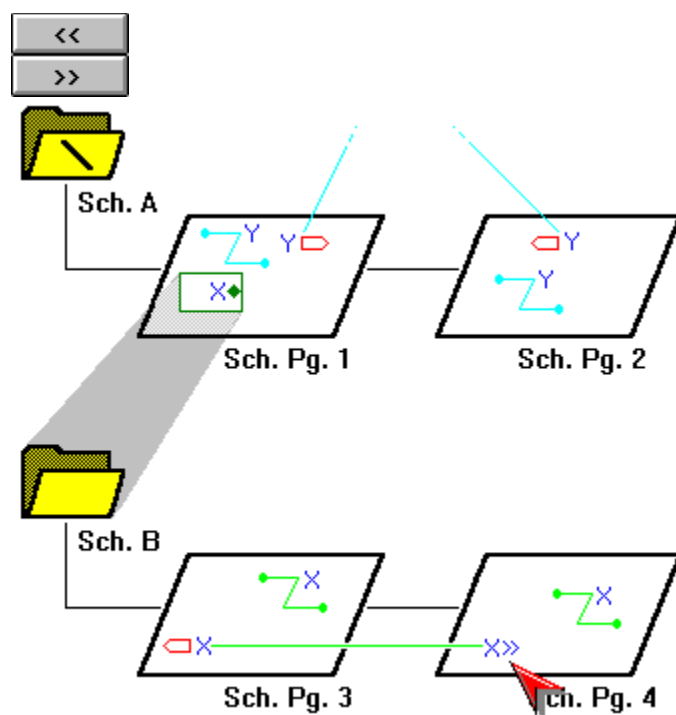 <<
>>
Sch. A
Y Y Y
Y
X
Sch. Pg. 1 Sch. Pg. 2
Sch. B
X X
X X>>
Sch. Pg. 3 ch. Pg. 4